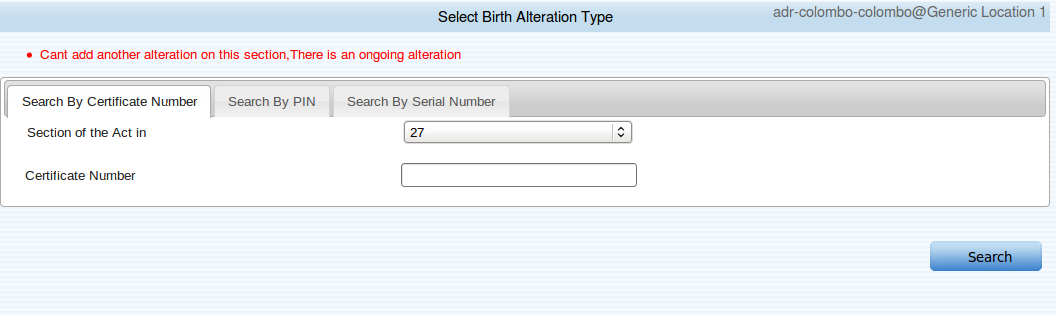 Select Birth Alteration Type
adr-colombo-colombo@Generic Location 1
Cant add another alteration on this section,There is an ongoing alteration
Search By Certificate Number
Search By PIN
Search By Serial Number
Section of the Act in
27
Certificate Number
Search